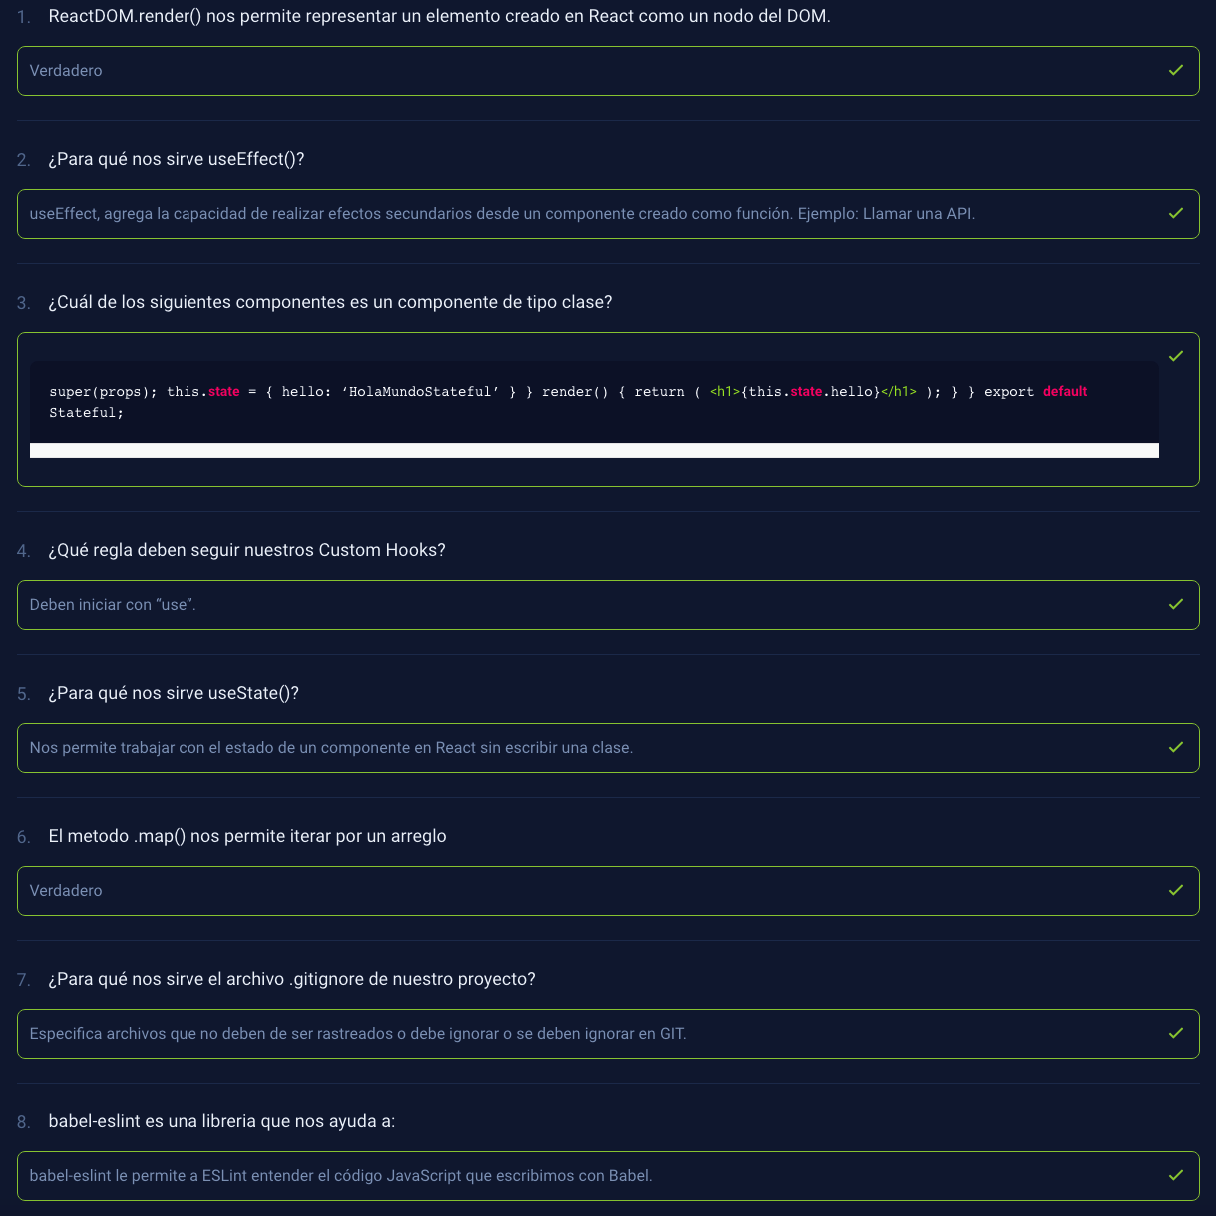 1. ReactDOM.render() nos permite representar un elemento creado en React como un nodo del DOM.
Verdadero
2. ¿Para qué nos sirve useEffect()?
useEffect, agrega la capacidad de realizar efectos secundarios desde un componente creado como función. Ejemplo: Llamar una API.
3. ¿Cuál de los siguientes componentes es un componente de tipo clase?
super(props); this.state = { hello: ‘HolaMundoStateful’ } } render() { return ( <h1>{this.state.hello}</h1> ); } } export default
Stateful;
4. ¿Qué regla deben seguir nuestros Custom Hooks?
Deben iniciar con “use”.
5. ¿Para qué nos sirve useState()?
Nos permite trabajar con el estado de un componente en React sin escribir una clase.
6. El metodo .map() nos permite iterar por un arreglo
Verdadero
7. ¿Para qué nos sirve el archivo .gitignore de nuestro proyecto?
Especifica archivos que no deben de ser rastreados o debe ignorar o se deben ignorar en GIT.
8. babel-eslint es una libreria que nos ayuda a:
babel-eslint le permite a ESLint entender el código JavaScript que escribimos con Babel.